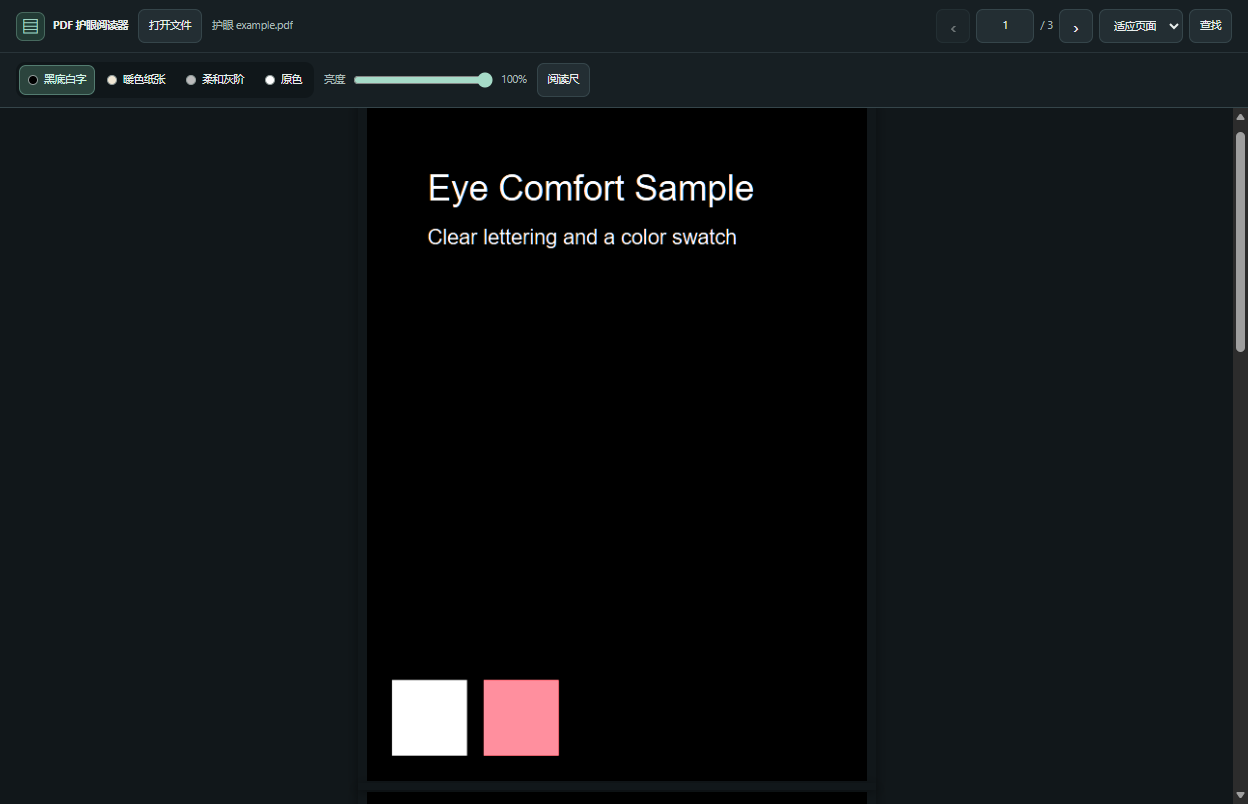 PDF 护眼阅读器 打开文件 护眼 example.pdf ‹ 1 / 3 › 适应页面 查找
黑底白字 暖色纸张 柔和灰阶 原色 亮度 100% 阅读尺
Eye Comfort Sample
Clear lettering and a color swatch